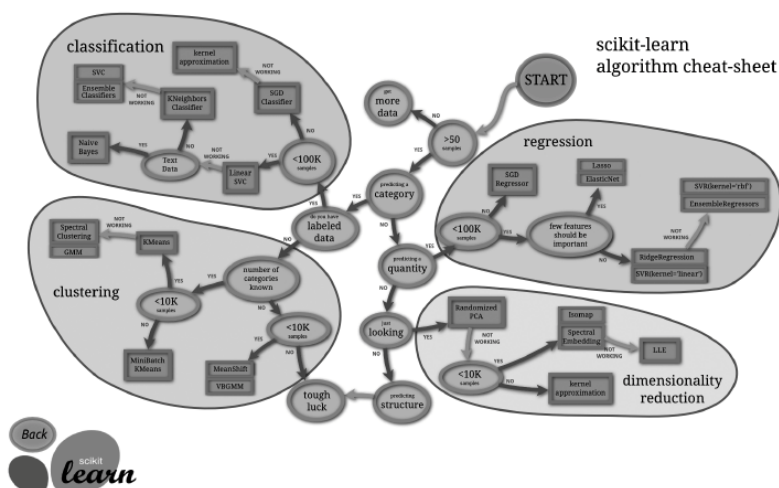 scikit-learn
algorithm cheat-sheet
START
classification
kernel
approximation
NOT
WORKING
SVC
Ensemble
Classifiers
NOT
WORKING
KNeighbors
Classifier
SGD
Classifier
NO
YES
NO
Naive
Bayes
Text
Data
NOT
WORKING
Linear
SVC
YES
<100K
samples
YES
get
more
data
NO
>50
samples
YES
predicting a
category
YES
NO
do you have
labeled
data
NO
predicting a
quantity
YES
NO
just
looking
YES
NO
predicting
structure
tough
luck
regression
SGD
Regressor
NO
<100K
samples
YES
Lasso
ElasticNet
YES
few features
should be
important
NO
SVR(kernel='rbf')
EnsembleRegressors
NOT
WORKING
RidgeRegression
SVR(kernel='linear')
clustering
Spectral
Clustering
GMM
NOT
WORKING
KMeans
YES
<10K
samples
YES
number of
categories
known
NO
NO
MiniBatch
KMeans
<10K
samples
YES
NO
MeanShift
VBGMM
Randomized
PCA
NOT
WORKING
<10K
samples
YES
NO
Isomap
Spectral
Embedding
NOT
WORKING
LLE
kernel
approximation
dimensionality
reduction
Back
scikit
learn